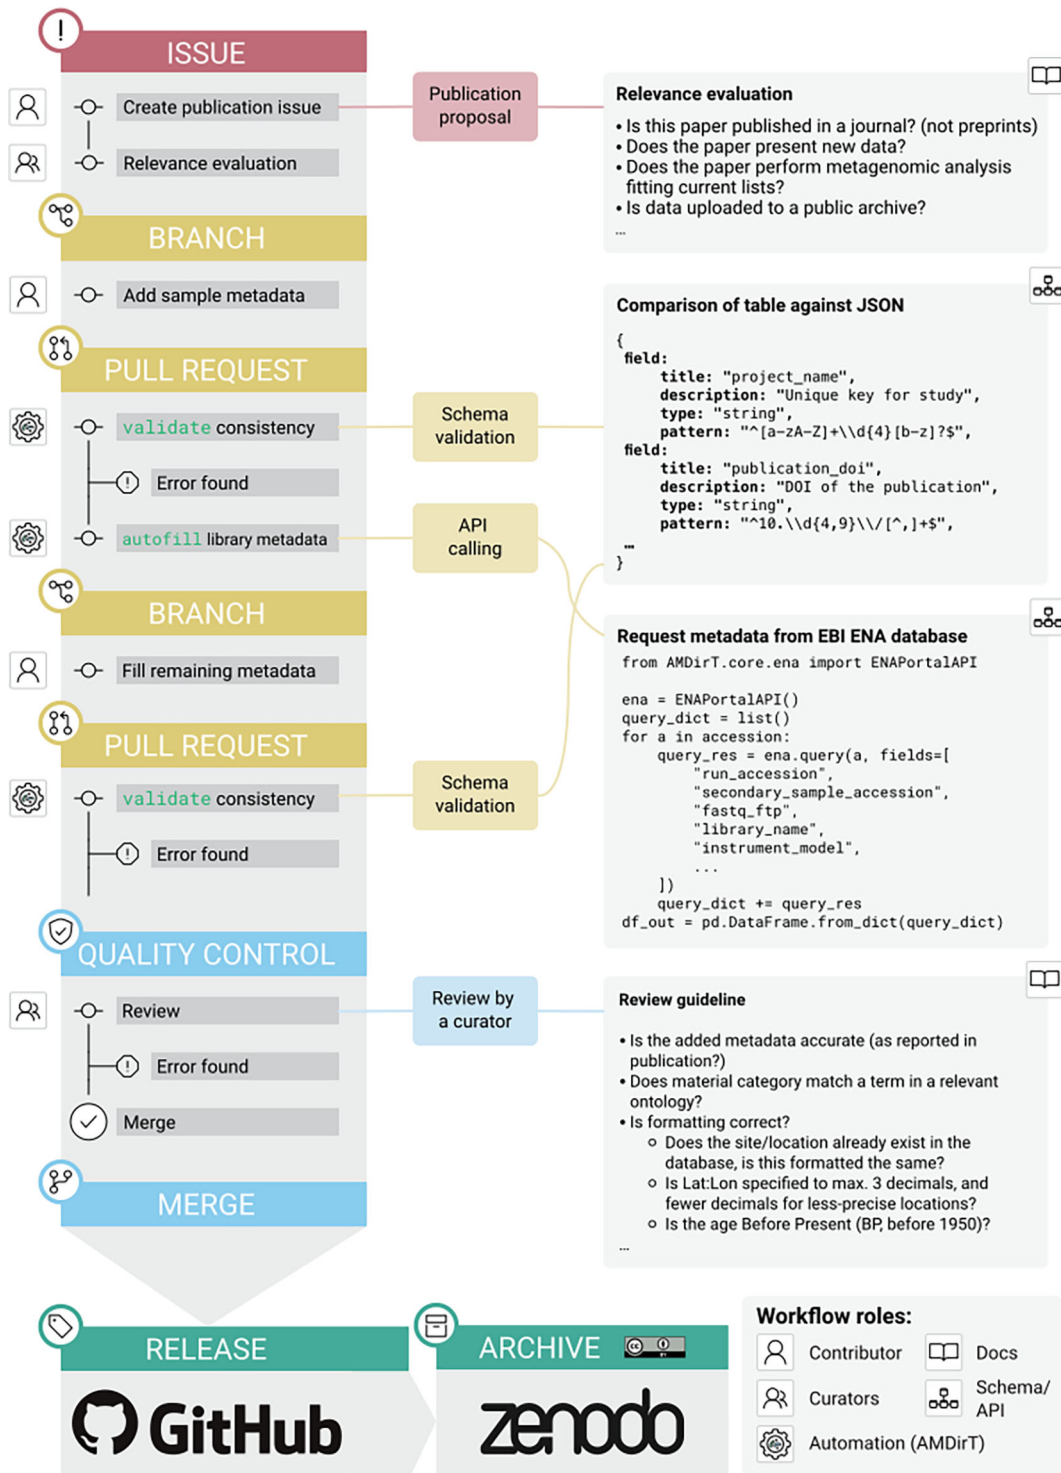 ISSUE
Create publication issue
Relevance evaluation
Publication
proposal
Relevance evaluation
• Is this paper published in a journal? (not preprints)
• Does the paper present new data?
• Does the paper perform metagenomic analysis
fitting current lists?
• Is data uploaded to a public archive?
...
BRANCH
Add sample metadata
PULL REQUEST
validate consistency
Error found
autofill library metadata
Schema
validation
API
calling
Comparison of table against JSON
{
field:
title: "project_name",
description: "Unique key for study",
type: "string",
pattern: "^[a-zA-Z]+\\d{4}[b-z]?$",
field:
title: "publication_doi",
description: "DOI of the publication",
type: "string",
pattern: "^10.\\d{4,9}\\/[^,]+$",
...
}
BRANCH
Fill remaining metadata
PULL REQUEST
validate consistency
Error found
Schema
validation
Request metadata from EBI ENA database
from AMDirT.core.ena import ENAPortalAPI
ena = ENAPortalAPI()
query_dict = list()
for a in accession:
query_res = ena.query(a, fields=[
"run_accession",
"secondary_sample_accession",
"fastq_ftp",
"library_name",
"instrument_model",
...
])
query_dict += query_res
df_out = pd.DataFrame.from_dict(query_dict)
QUALITY CONTROL
Review
Error found
Merge
Review by
a curator
Review guideline
• Is the added metadata accurate (as reported in
publication?)
• Does material category match a term in a relevant
ontology?
• Is formatting correct?
o Does the site/location already exist in the
database, is this formatted the same?
o Is Lat:Lon specified to max. 3 decimals, and
fewer decimals for less-precise locations?
o Is the age Before Present (BP, before 1950)?
...
MERGE
RELEASE
GitHub
ARCHIVE
cc
BY
zenodo
Workflow roles:
Contributor
Docs
Curators
Schema/
API
Automation (AMDirT)